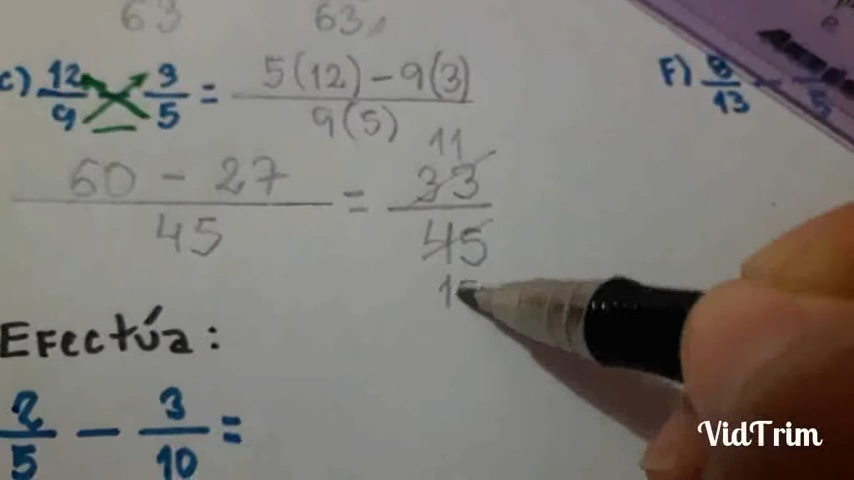 63 63
c) 12/9 - 3/5 = 5(12) - 9(3) / 9(5)
F) 8/13 - /5
60 - 27 / 45 = 33/45
11
15
Efectúa:
2/5 - 3/10 =
VidTrim